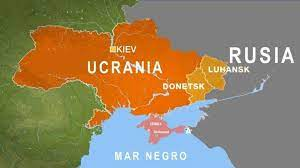 KIEV
UCRANIA
RUSIA
LUHANSK
DONETSK
MAR NEGRO